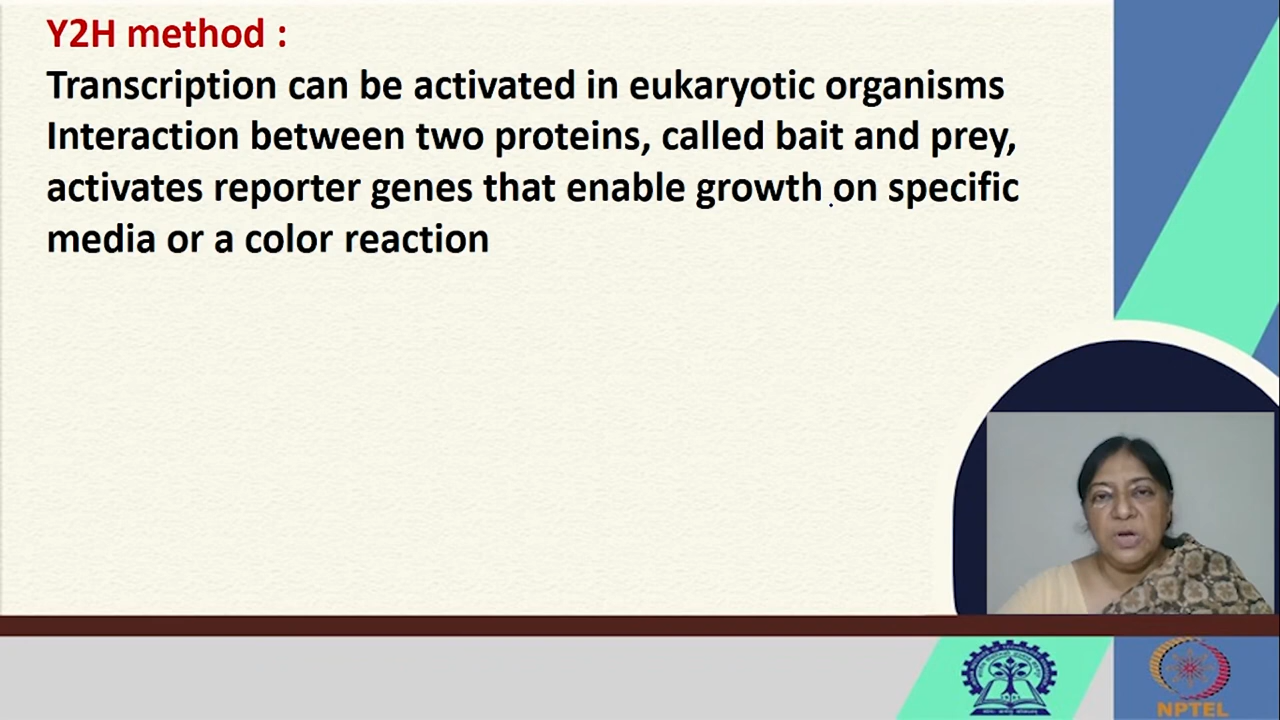 Y2H method :
Transcription can be activated in eukaryotic organisms
Interaction between two proteins, called bait and prey,
activates reporter genes that enable growth on specific
media or a color reaction
NPTEL